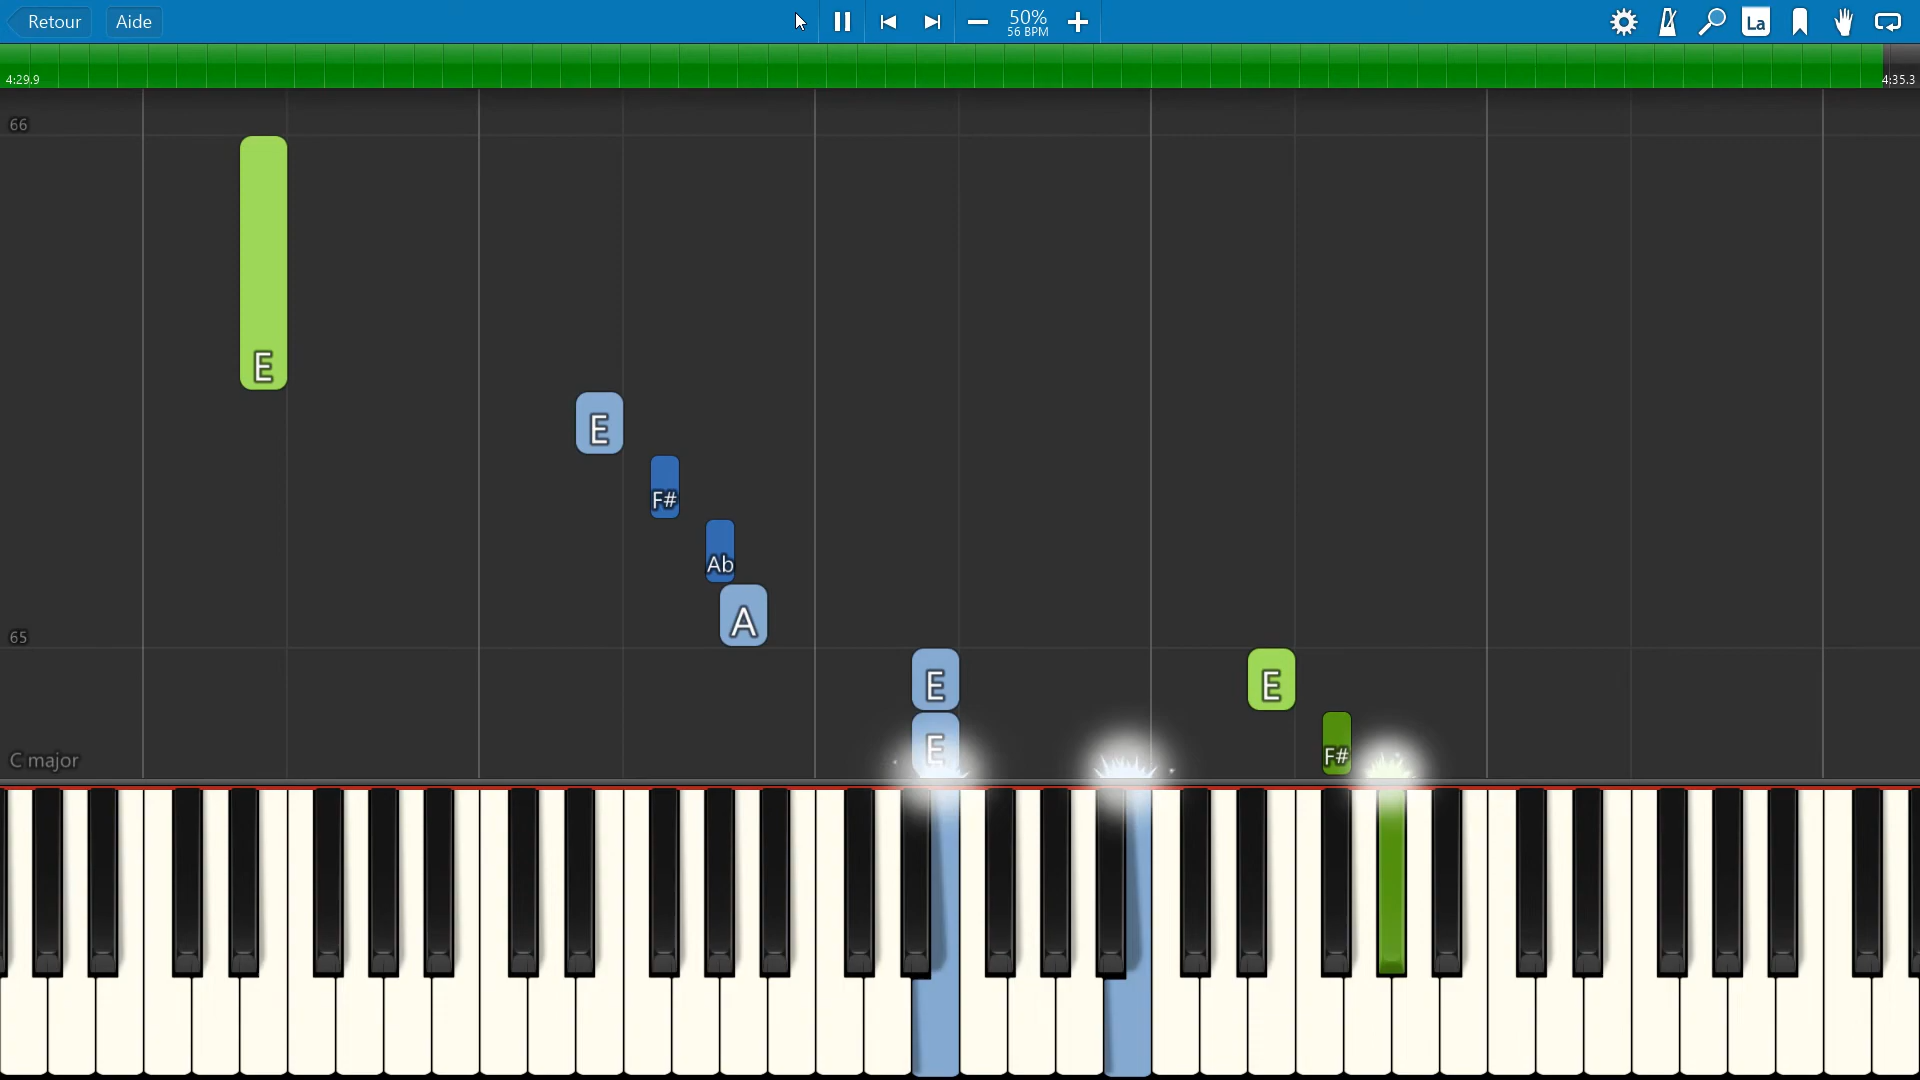 Retour Aide 50% La
56 BPM
4:29.9 4:35.3
66
E
E
F#
Ab
A
65
E E
E F#
C major